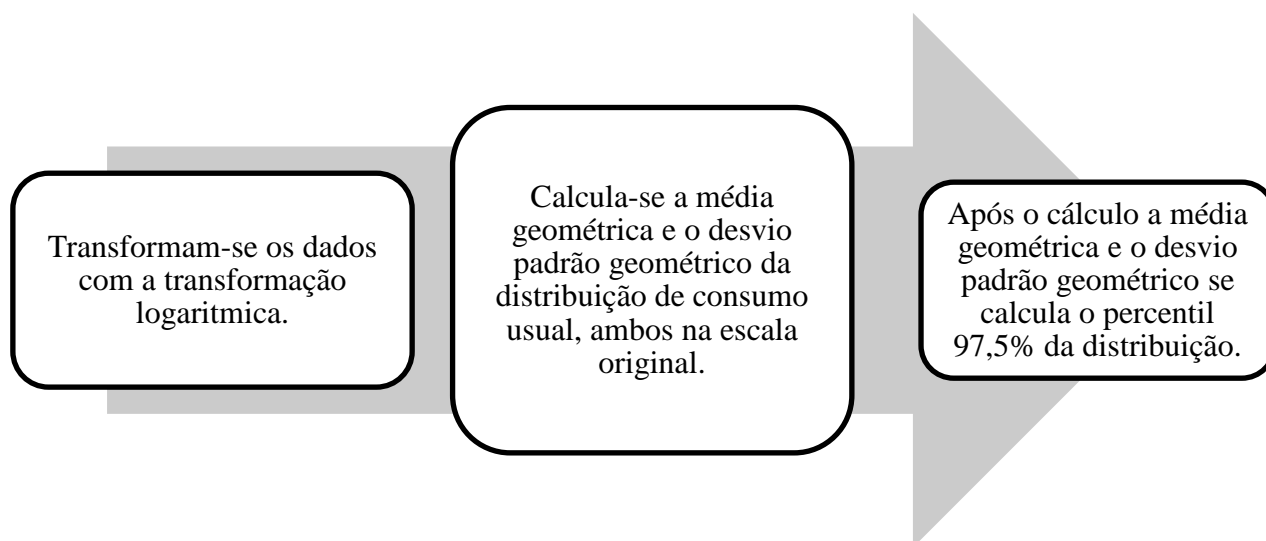 Transformam-se os dados
com a transformação
logaritmica.
Calcula-se a média
geométrica e o desvio
padrão geométrico da
distribuição de consumo
usual, ambos na escala
original.
Após o cálculo a média
geométrica e o desvio
padrão geométrico se
calcula o percentil
97,5% da distribuição.